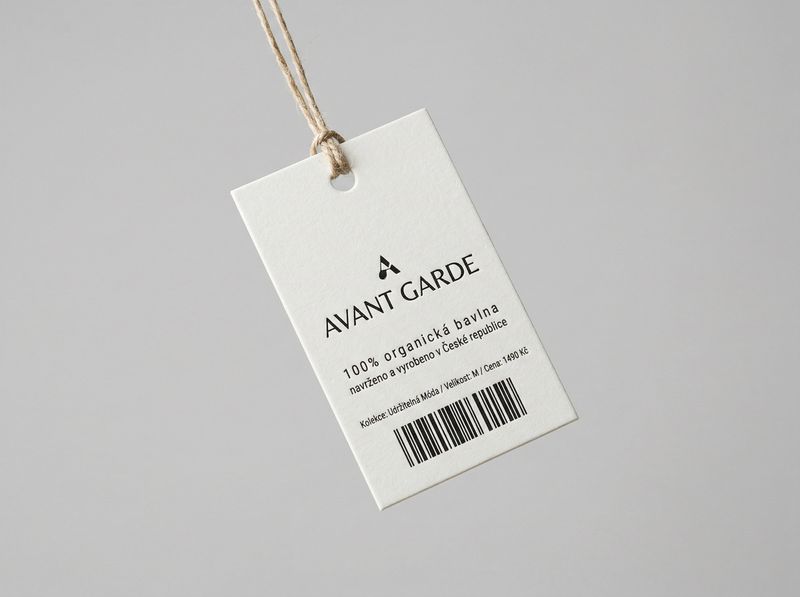 AVANT GARDE
100% organická bavlna
navrženo a vyrobeno v České republice
Kolekce: Udržitelná Móda / Velikost: M / Cena: 1490 Kč